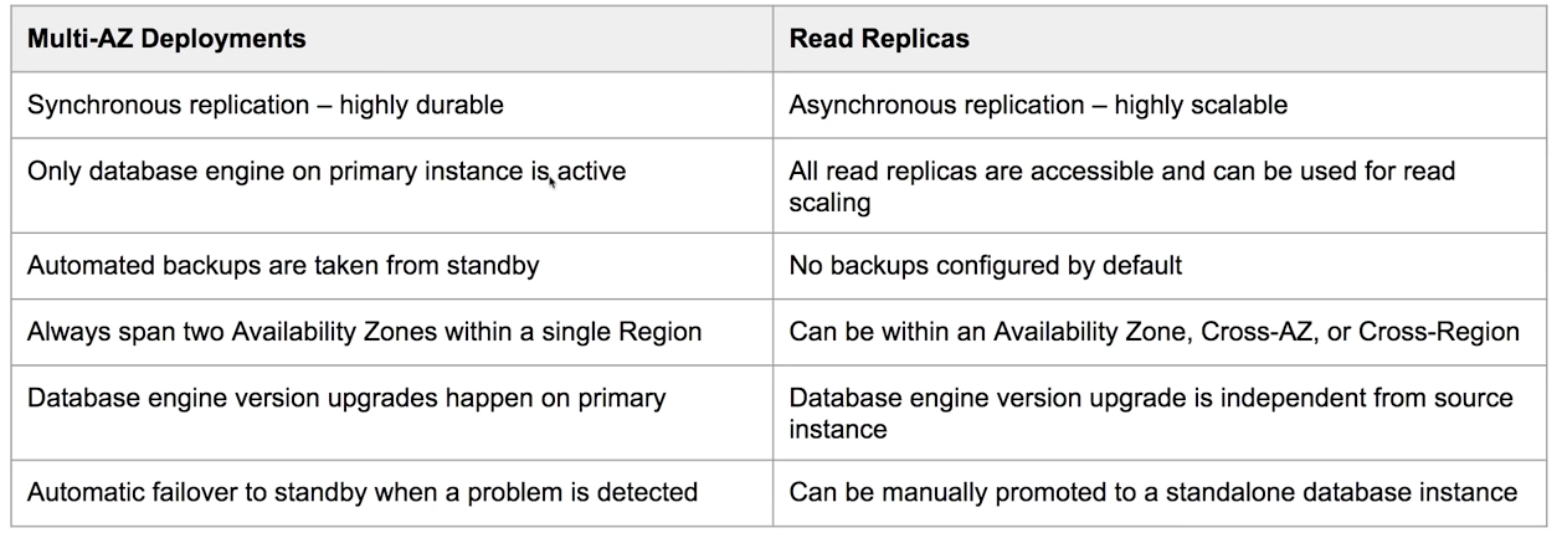 Multi-AZ Deployments
Read Replicas
Synchronous replication – highly durable
Asynchronous replication – highly scalable
Only database engine on primary instance is active
All read replicas are accessible and can be used for read
scaling
Automated backups are taken from standby
No backups configured by default
Always span two Availability Zones within a single Region
Can be within an Availability Zone, Cross-AZ, or Cross-Region
Database engine version upgrades happen on primary
Database engine version upgrade is independent from source
instance
Automatic failover to standby when a problem is detected
Can be manually promoted to a standalone database instance